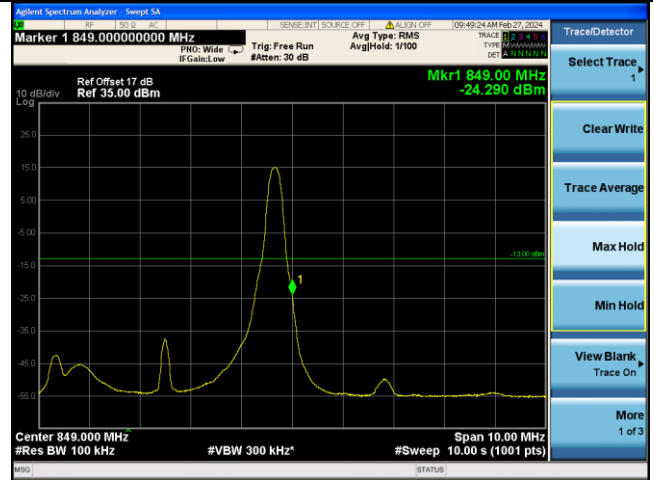 Agilent Spectrum Analyzer - Swept SA
RF 50 Ω AC SENSE:INT SOURCE OFF ALIGN OFF 09:49:24 AM Feb 27, 2024
Marker 1 849.000000000 MHz
PNO: Wide
IFGain:Low
Trig: Free Run
#Atten: 30 dB
Avg Type: RMS
Avg|Hold: 1/100
TRACE 1 2 3 4 5 6
TYPE M
DET A N N N N N
Ref Offset 17 dB
10 dB/div Ref 35.00 dBm
Log
Mkr1 849.00 MHz
-24.290 dBm
25.0
15.0
5.00
-5.00
-13.00 dBm
-15.0
1
-25.0
-35.0
-45.0
-55.0
Center 849.000 MHz
#Res BW 100 kHz
#VBW 300 kHz*
Span 10.00 MHz
#Sweep 10.00 s (1001 pts)
MSG
STATUS
Trace/Detector
Select Trace
1
Clear Write
Trace Average
Max Hold
Min Hold
View Blank
Trace On
More
1 of 3